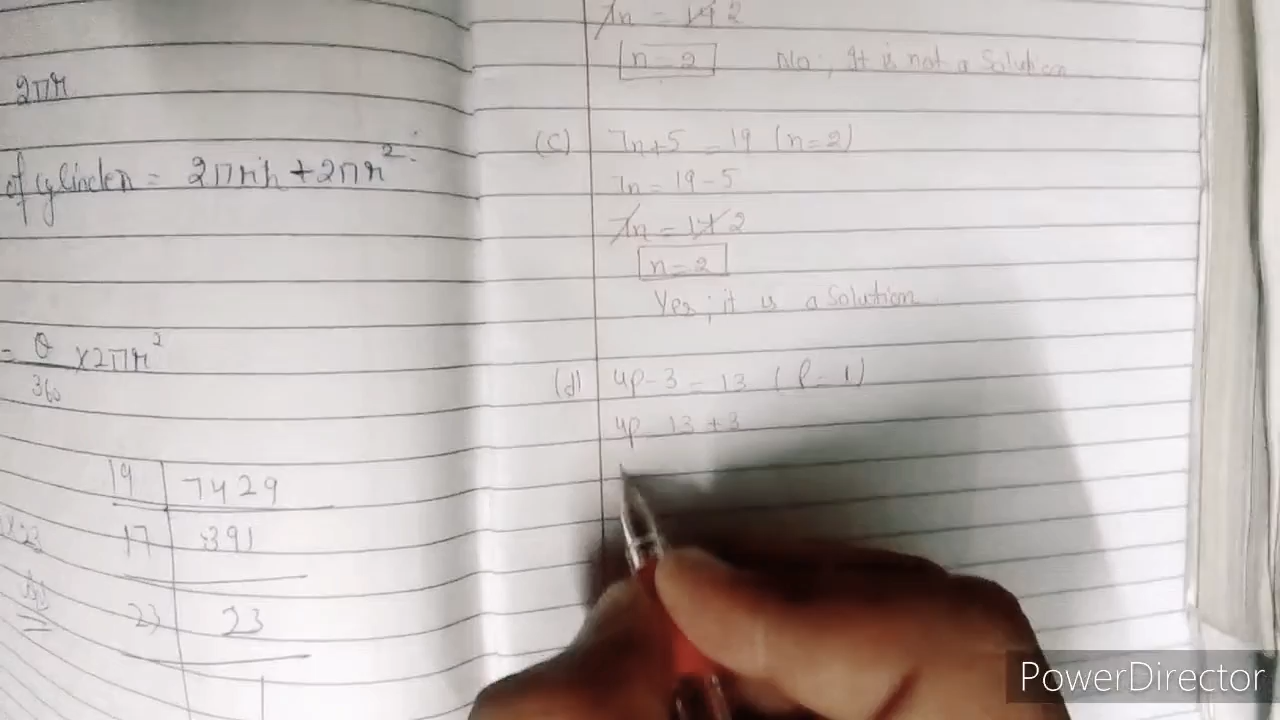 2πr
of cylinder = 2πrh + 2πr²
= θ/360 × 2πr²
19 | 7429
17 | 391
23 | 23
7n = 14 2
n = 2 No; It is not a Solution
(c) 7n+5 = 19 (n=2)
7n = 19 - 5
7n = 14 2
n = 2
Yes; it is a Solution
(d) 4p - 3 = 13 (P = 1)
4p = 13 + 3
PowerDirector